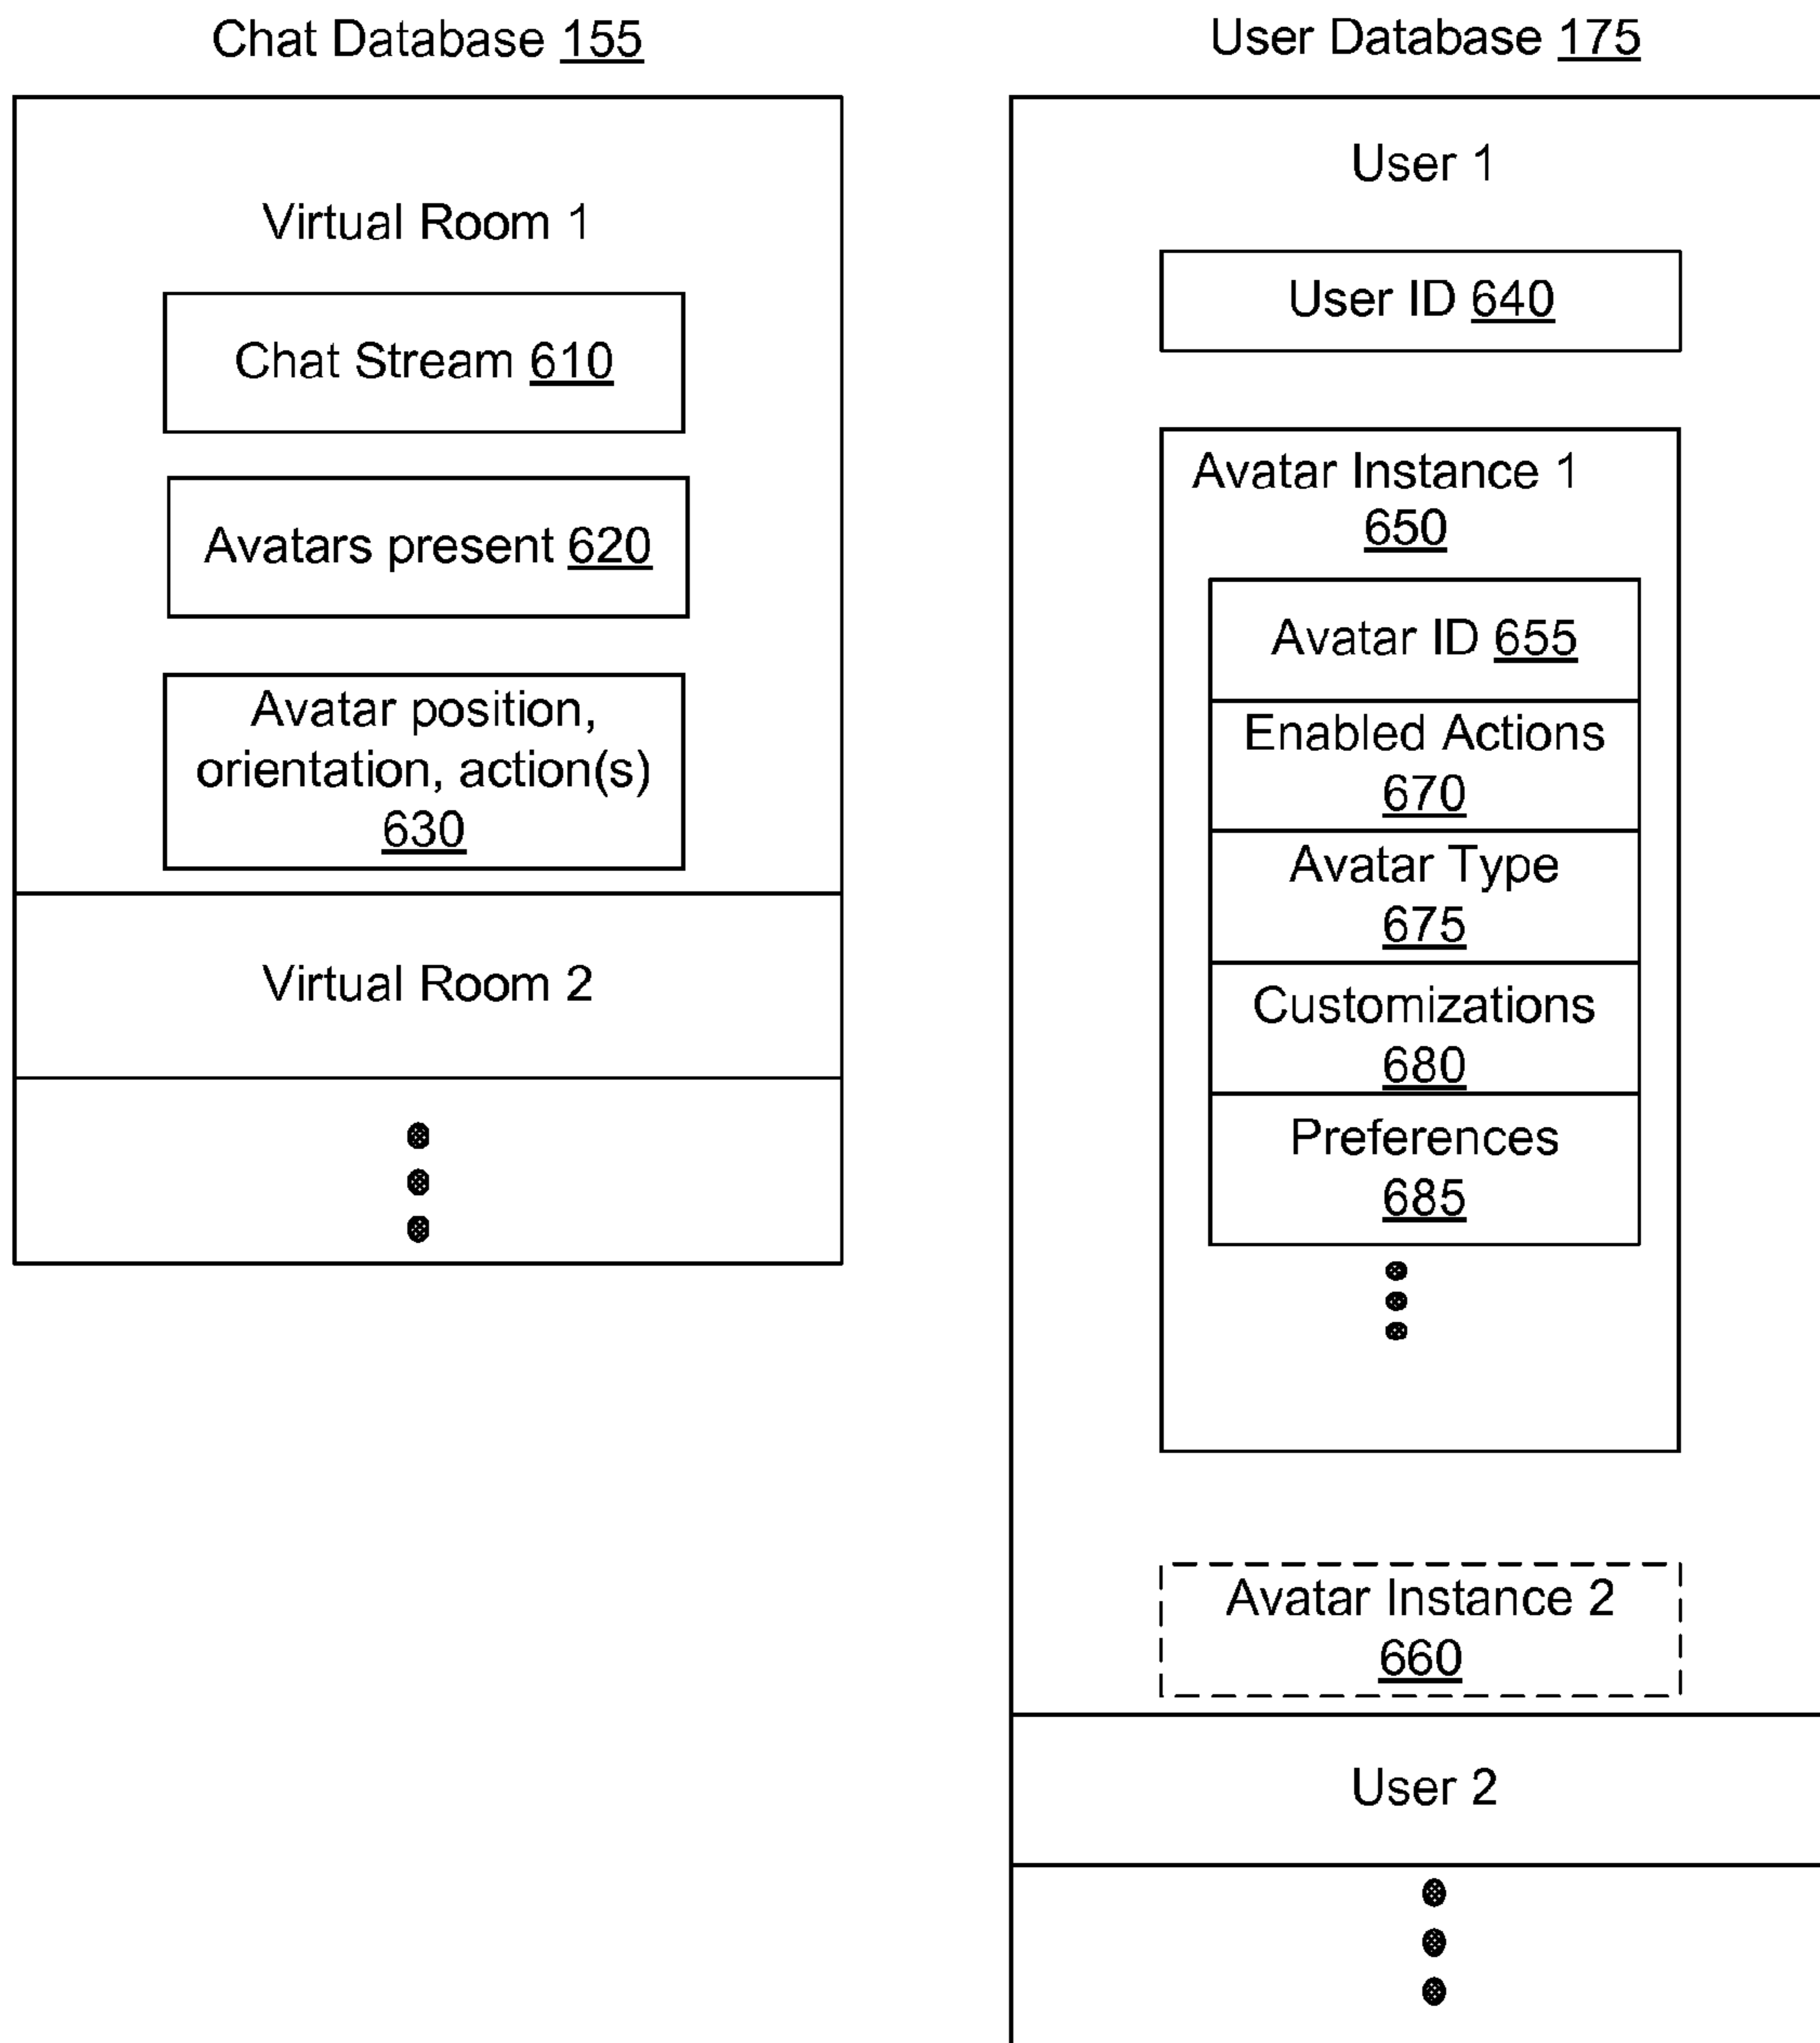 Chat Database 155
Virtual Room 1
Chat Stream 610
Avatars present 620
Avatar position,
orientation, action(s)
630
Virtual Room 2
User Database 175
User 1
User ID 640
Avatar Instance 1
650
Avatar ID 655
Enabled Actions
670
Avatar Type
675
Customizations
680
Preferences
685
Avatar Instance 2
660
User 2